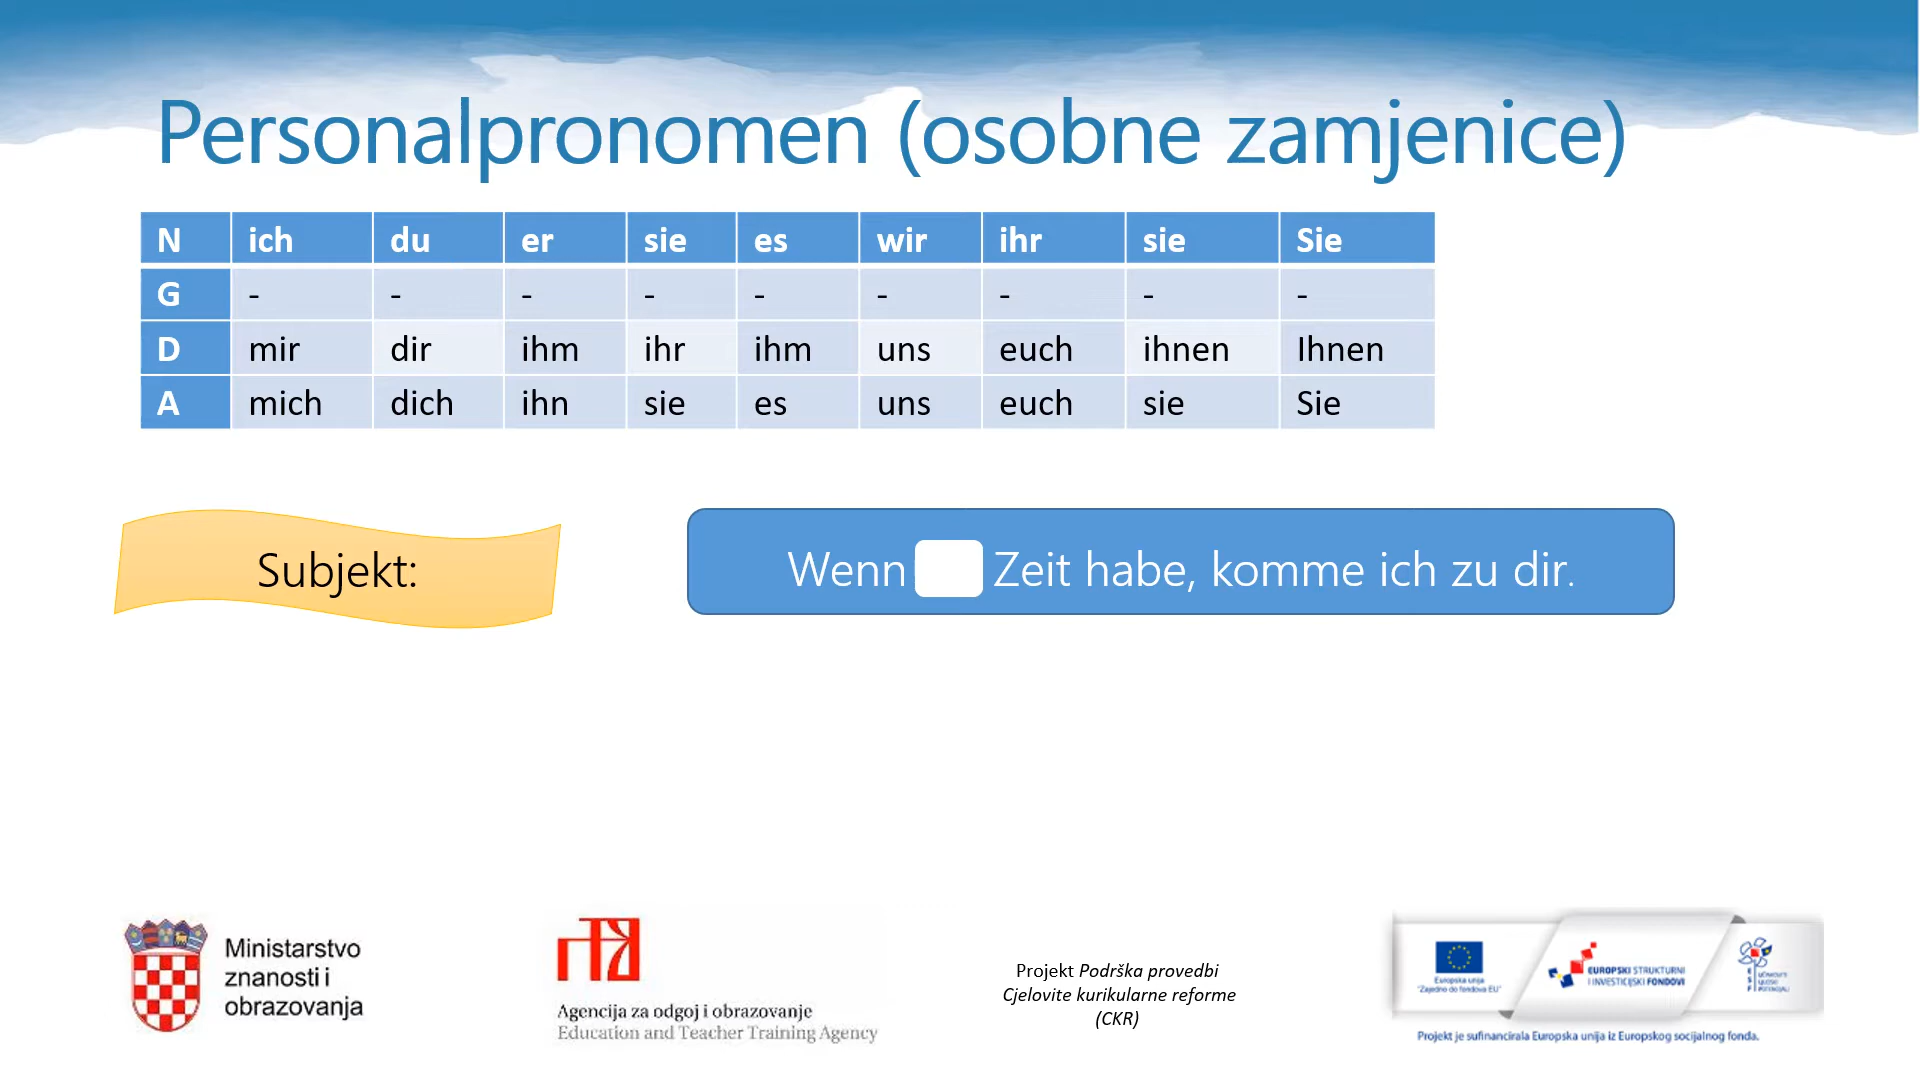 Personalpronomen (osobne zamjenice)
N ich du er sie es wir ihr sie Sie
G - - - - - - - - -
D mir dir ihm ihr ihm uns euch ihnen Ihnen
A mich dich ihn sie es uns euch sie Sie
Subjekt:
Wenn Zeit habe, komme ich zu dir.
Ministarstvo
znanosti i
obrazovanja
Agencija za odgoj i obrazovanje
Education and Teacher Training Agency
Projekt Podrška provedbi
Cjelovite kurikularne reforme
(CKR)
Europska unija
"Zajedno do fondova EU"
EUROPSKI STRUKTURNI
I INVESTICIJSKI FONDOVI
Projekt je sufinancirala Europska unija iz Europskog socijalnog fonda.